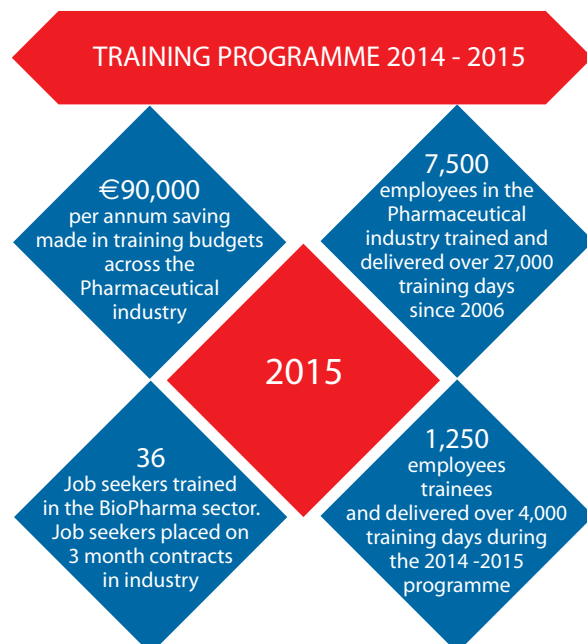 TRAINING PROGRAMME 2014 - 2015
€90,000
per annum saving
made in training budgets
across the
Pharmaceutical
industry
7,500
employees in the
Pharmaceutical
industry trained and
delivered over 27,000
training days
since 2006
2015
36
Job seekers trained
in the BioPharma sector.
Job seekers placed on
3 month contracts
in industry
1,250
employees
trainees
and delivered over 4,000
training days during
the 2014 -2015
programme